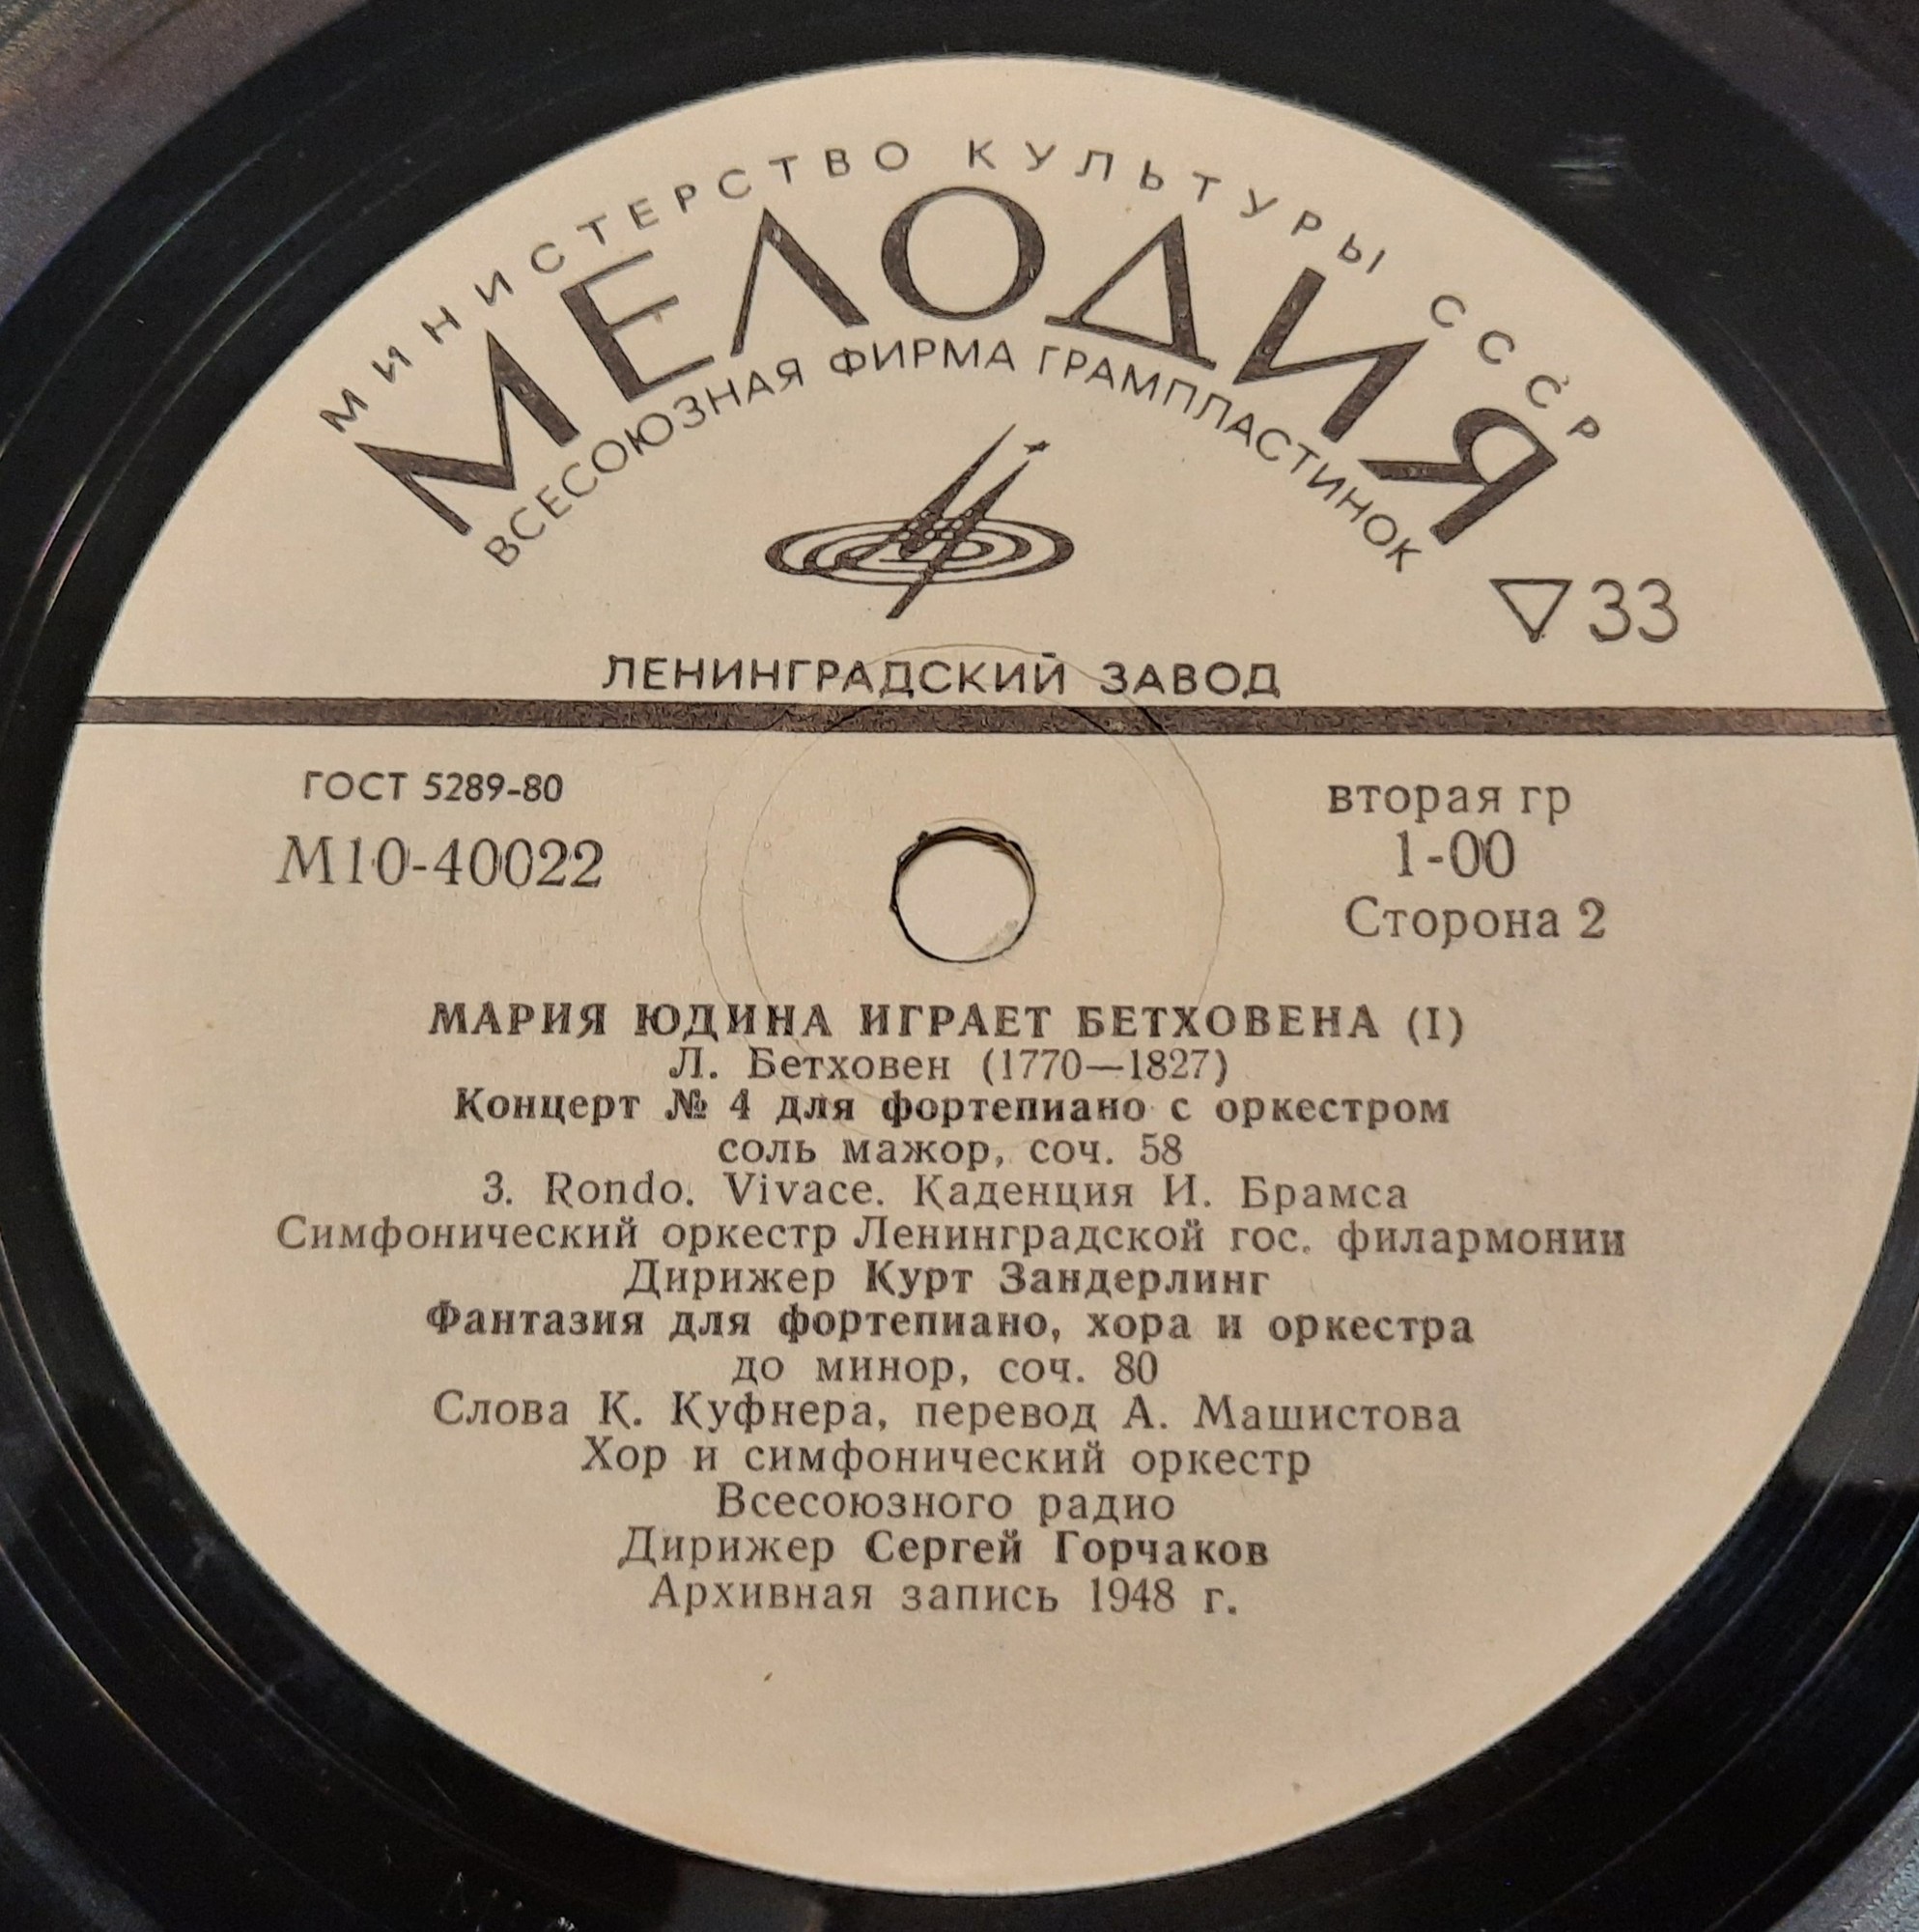 МИНИСТЕРСТВО КУЛЬТУРЫ СССР
МЕЛОДИЯ
ВСЕСОЮЗНАЯ ФИРМА ГРАМПЛАСТИНОК
▽33
ЛЕНИНГРАДСКИЙ ЗАВОД
ГОСТ 5289-80
М10-40022
вторая гр
1-00
Сторона 2
МАРИЯ ЮДИНА ИГРАЕТ БЕТХОВЕНА (I)
Л. Бетховен (1770—1827)
Концерт № 4 для фортепиано с оркестром
соль мажор, соч. 58
3. Rondo. Vivace. Каденция И. Брамса
Симфонический оркестр Ленинградской гос. филармонии
Дирижер Курт Зандерлинг
Фантазия для фортепиано, хора и оркестра
до минор, соч. 80
Слова К. Куфнера, перевод А. Машистова
Хор и симфонический оркестр
Всесоюзного радио
Дирижер Сергей Горчаков
Архивная запись 1948 г.